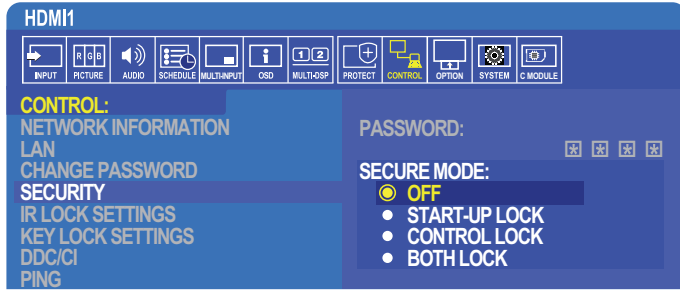 HDMI1
R G B 1 2
INPUT PICTURE AUDIO SCHEDULE MULTI-INPUT OSD MULTI-DSP PROTECT CONTROL OPTION SYSTEM C MODULE
CONTROL:
NETWORK INFORMATION
LAN
CHANGE PASSWORD
SECURITY
IR LOCK SETTINGS
KEY LOCK SETTINGS
DDC/CI
PING
PASSWORD:
* * * *
SECURE MODE:
OFF
START-UP LOCK
CONTROL LOCK
BOTH LOCK